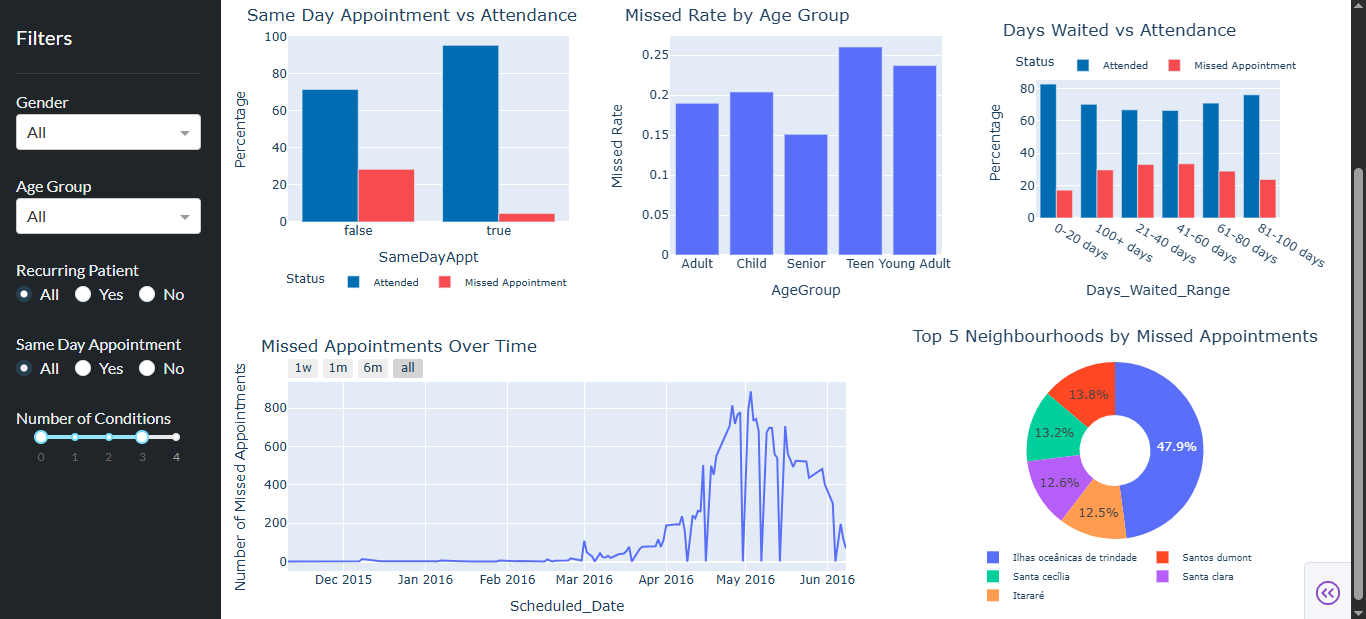 Filters
Gender
All
Age Group
All
Recurring Patient
All Yes No
Same Day Appointment
All Yes No
Number of Conditions
0 1 2 3 4
Same Day Appointment vs Attendance
100
80
60
40
20
0
Percentage
false true
SameDayAppt
Status Attended Missed Appointment
Missed Rate by Age Group
0.25
0.2
0.15
0.1
0.05
0
Missed Rate
Adult Child Senior Teen Young Adult
AgeGroup
Days Waited vs Attendance
Status Attended Missed Appointment
80
60
40
20
0
Percentage
0-20 days 100+ days 21-40 days 41-60 days 61-80 days 81-100 days
Days_Waited_Range
Missed Appointments Over Time
1w 1m 6m all
800
600
400
200
0
Number of Missed Appointments
Dec 2015 Jan 2016 Feb 2016 Mar 2016 Apr 2016 May 2016 Jun 2016
Scheduled_Date
Top 5 Neighbourhoods by Missed Appointments
13.8%
13.2%
47.9%
12.6%
12.5%
Ilhas oceânicas de trindade Santos dumont
Santa cecília Santa clara
Itararé